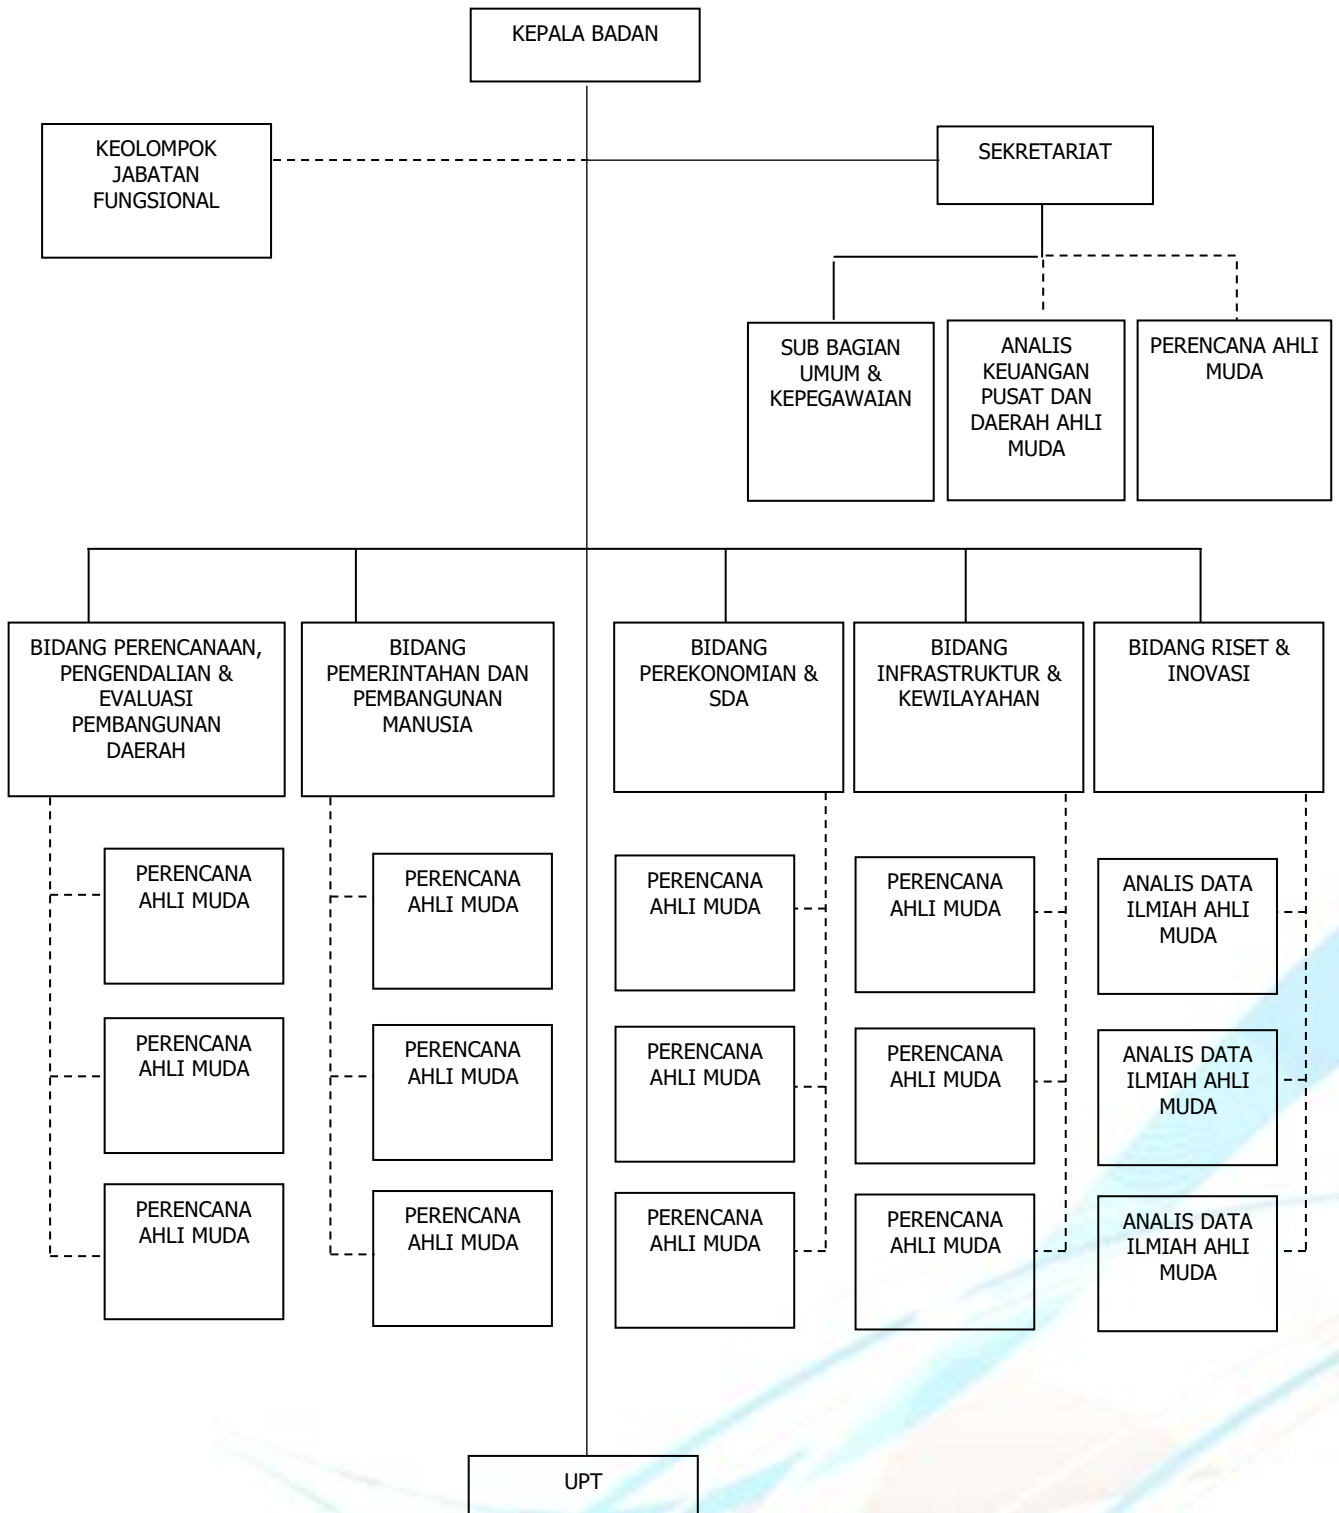 KEPALA BADAN
KEOLOMPOK
JABATAN
FUNGSIONAL
SEKRETARIAT
SUB BAGIAN
UMUM &
KEPEGAWAIAN
ANALIS
KEUANGAN
PUSAT DAN
DAERAH AHLI
MUDA
PERENCANA AHLI
MUDA
BIDANG PERENCANAAN,
PENGENDALIAN &
EVALUASI
PEMBANGUNAN
DAERAH
BIDANG
PEMERINTAHAN DAN
PEMBANGUNAN
MANUSIA
BIDANG
PEREKONOMIAN &
SDA
BIDANG
INFRASTRUKTUR &
KEWILAYAHAN
BIDANG RISET &
INOVASI
PERENCANA
AHLI MUDA
PERENCANA
AHLI MUDA
PERENCANA
AHLI MUDA
PERENCANA
AHLI MUDA
ANALIS DATA
ILMIAH AHLI
MUDA
PERENCANA
AHLI MUDA
PERENCANA
AHLI MUDA
PERENCANA
AHLI MUDA
PERENCANA
AHLI MUDA
ANALIS DATA
ILMIAH AHLI
MUDA
PERENCANA
AHLI MUDA
PERENCANA
AHLI MUDA
PERENCANA
AHLI MUDA
PERENCANA
AHLI MUDA
ANALIS DATA
ILMIAH AHLI
MUDA
UPT